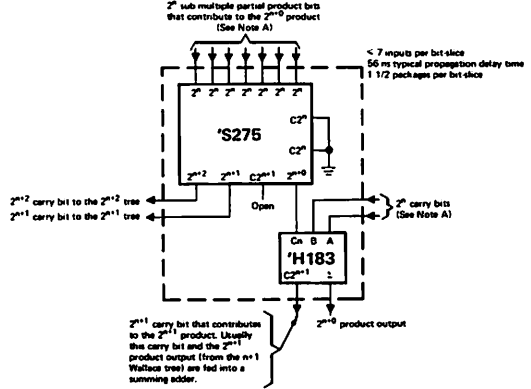 2ⁿ sub multiple partial product bits
that contribute to the 2ⁿ⁺⁰ product
(See Note A)
< 7 inputs per bit-slice
56 ns typical propagation delay time
1 1/2 packages per bit-slice
2ⁿ 2ⁿ 2ⁿ 2ⁿ 2ⁿ 2ⁿ 2ⁿ
C2ⁿ
'S275
C2ⁿ
2ⁿ⁺² 2ⁿ⁺¹ C2ⁿ⁺¹ 2ⁿ⁺⁰
2ⁿ⁺² carry bit to the 2ⁿ⁺² tree
2ⁿ⁺¹ carry bit to the 2ⁿ⁺¹ tree
Open
2ⁿ carry bits
(See Note A)
Cn B A
'H183
C2ⁿ⁺¹ Σ
2ⁿ⁺¹ carry bit that contributes
to the 2ⁿ⁺¹ product. Usually
this carry bit and the 2ⁿ⁺¹
product output (from the n+1
Wallace tree) are fed into a
summing adder.
2ⁿ⁺⁰ product output